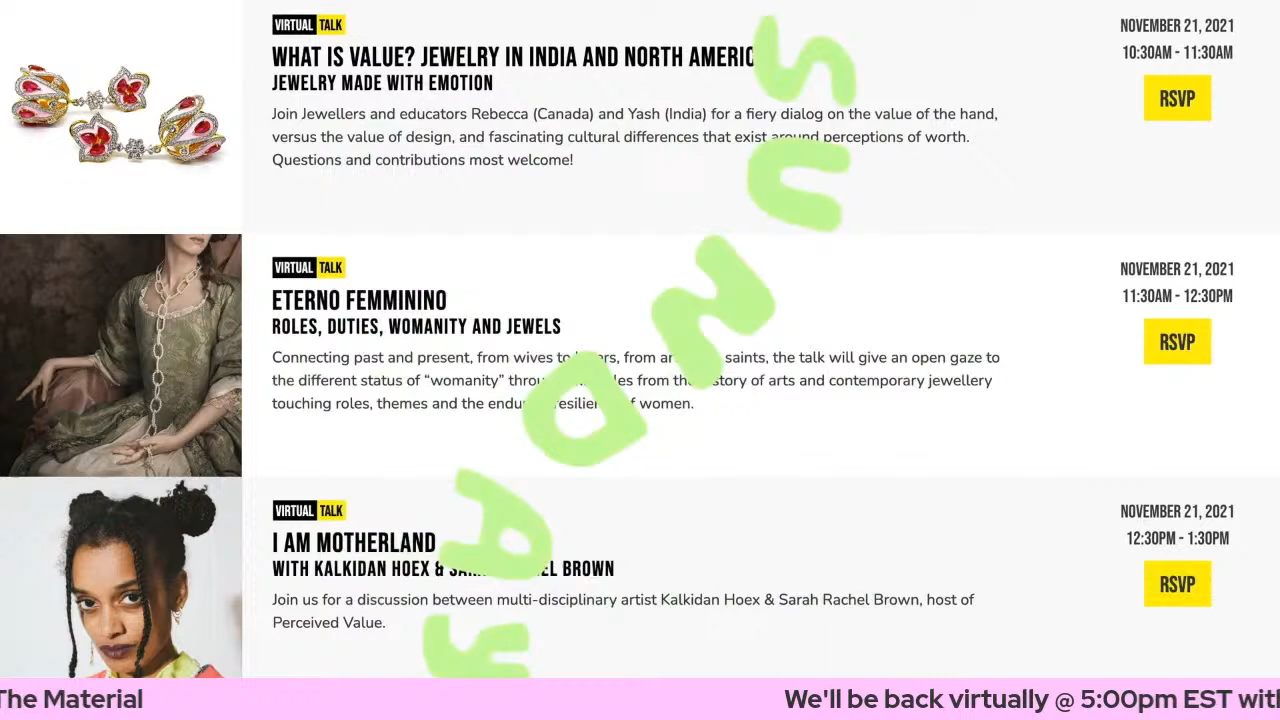 VIRTUAL TALK
WHAT IS VALUE? JEWELRY IN INDIA AND NORTH AMERIC
JEWELRY MADE WITH EMOTION
Join Jewellers and educators Rebecca (Canada) and Yash (India) for a fiery dialog on the value of the hand,
versus the value of design, and fascinating cultural differences that exist around perceptions of worth.
Questions and contributions most welcome!
NOVEMBER 21, 2021
10:30AM - 11:30AM
RSVP
VIRTUAL TALK
ETERNO FEMMININO
ROLES, DUTIES, WOMANITY AND JEWELS
Connecting past and present, from wives to from saints, the talk will give an open gaze to
the different status of “womanity” from the story of arts and contemporary jewellery
touching roles, themes and the of women.
NOVEMBER 21, 2021
11:30AM - 12:30PM
RSVP
VIRTUAL TALK
I AM MOTHERLAND
WITH KALKIDAN HOEX & BROWN
Join us for a discussion between multi-disciplinary artist Kalkidan Hoex & Sarah Rachel Brown, host of
Perceived Value.
NOVEMBER 21, 2021
12:30PM - 1:30PM
RSVP
SUNDAY
The Material
We'll be back virtually @ 5:00pm EST with